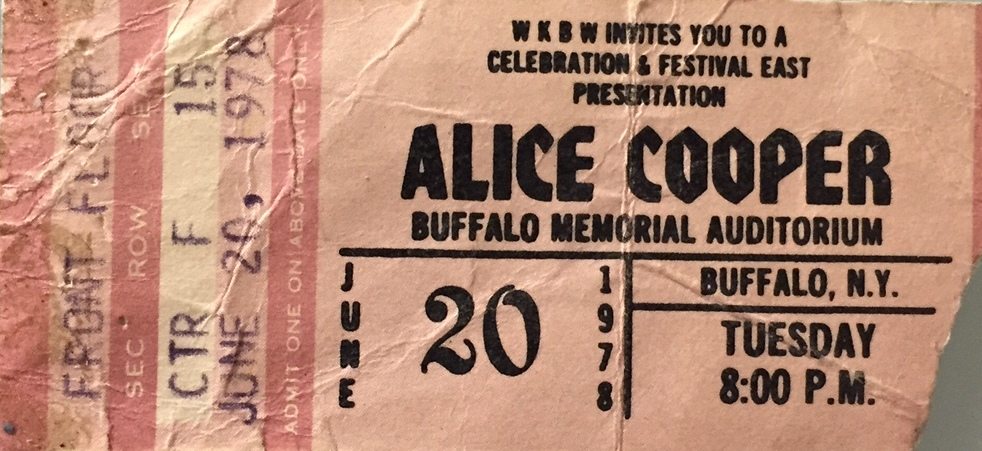 FRONT FLOOR
SEC ROW SE
CTR F 15
JUNE 20, 1978
ADMIT ONE ON ABOVE DATE ONLY
W K B W INVITES YOU TO A
CELEBRATION & FESTIVAL EAST
PRESENTATION
ALICE COOPER
BUFFALO MEMORIAL AUDITORIUM
JUNE
20
1978
BUFFALO, N.Y.
TUESDAY
8:00 P.M.